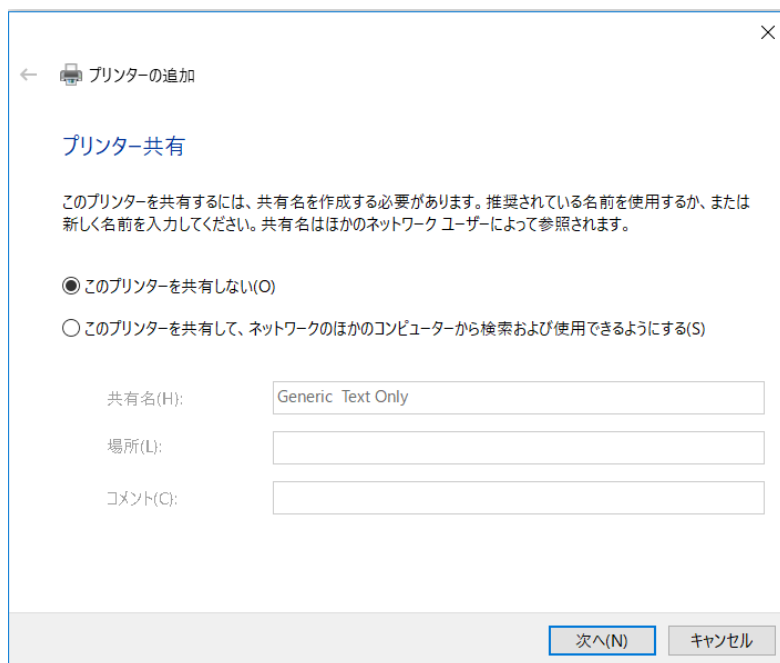 プリンターの追加
プリンター共有
このプリンターを共有するには、共有名を作成する必要があります。推奨されている名前を使用するか、または
新しく名前を入力してください。共有名はほかのネットワーク ユーザーによって参照されます。
このプリンターを共有しない(O)
このプリンターを共有して、ネットワークのほかのコンピューターから検索および使用できるようにする(S)
共有名(H): Generic  Text Only
場所(L):
コメント(C):
次へ(N) キャンセル